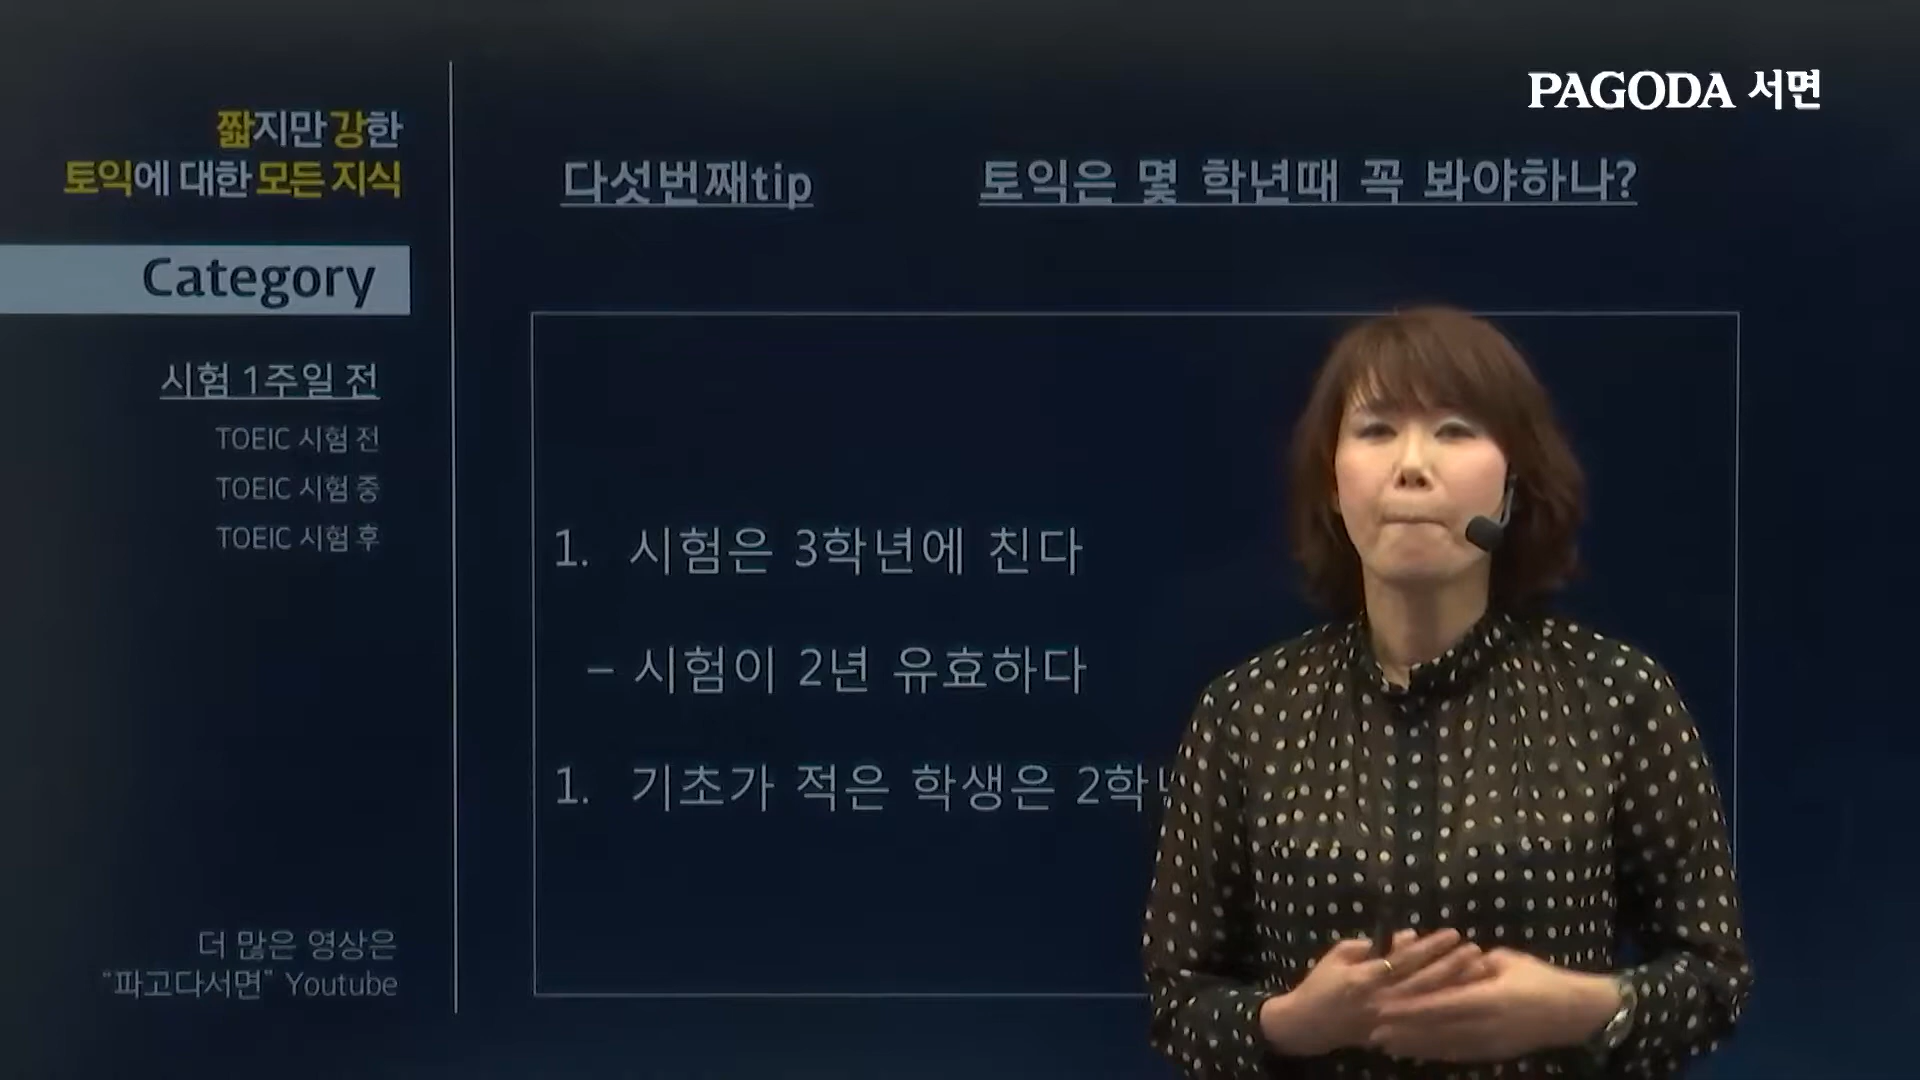 PAGODA 서면
짧지만 강한
토익에 대한 모든 지식
Category
시험 1주일 전
TOEIC 시험 전
TOEIC 시험 중
TOEIC 시험 후
더 많은 영상은
“파고다서면” Youtube
다섯번째tip 토익은 몇 학년때 꼭 봐야하나?
1. 시험은 3학년에 친다
– 시험이 2년 유효하다
1. 기초가 적은 학생은